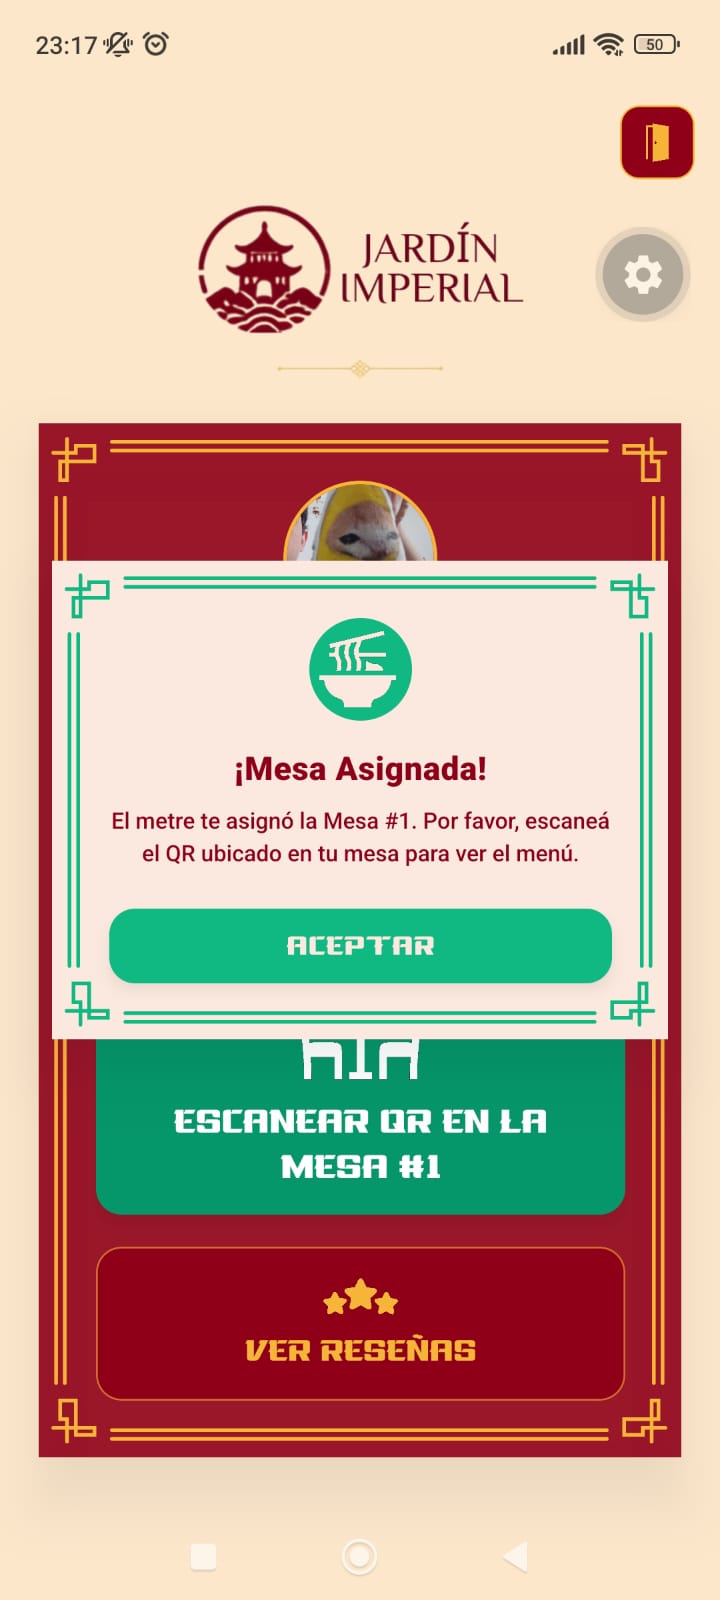 23:17
50
JARDÍN
IMPERIAL
¡Mesa Asignada!
El metre te asignó la Mesa #1. Por favor, escaneá
el QR ubicado en tu mesa para ver el menú.
ACEPTAR
ESCANEAR QR EN LA
MESA #1
VER RESEÑAS